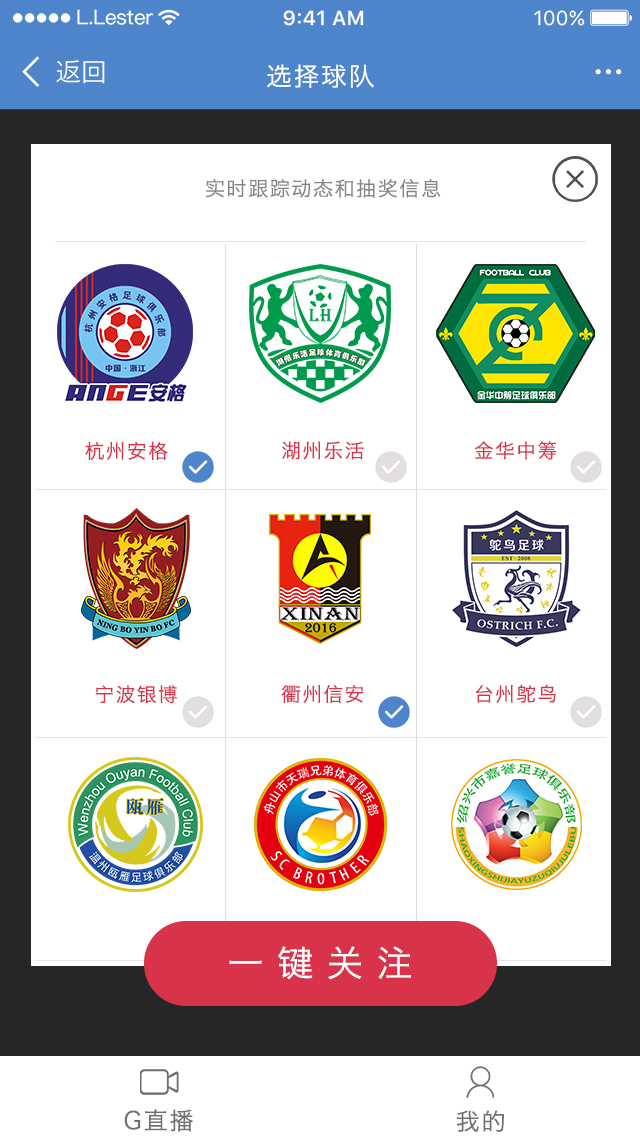 L.Lester
9:41 AM
100%
返回
选择球队
实时跟踪动态和抽奖信息
杭州安格足球俱乐部
中国·浙江
ANGE安格
LH
湖州乐活足球体育俱乐部
FOOTBALL CLUB
金华中筹足球俱乐部
杭州安格
湖州乐活
金华中筹
NING BO YIN BO FC
XINAN
2016
鸵鸟足球
EST·2008
OSTRICH F.C.
宁波银博
衢州信安
台州鸵鸟
Wenzhou Ouyan Football Club
瓯雁
温州瓯雁足球俱乐部
舟山市天瑞兄弟体育俱乐部
SC BROTHER
绍兴市嘉誉足球俱乐部
SHAOXINGSHIJIAYUZUQIUJULEBU
一键关注
G直播
我的